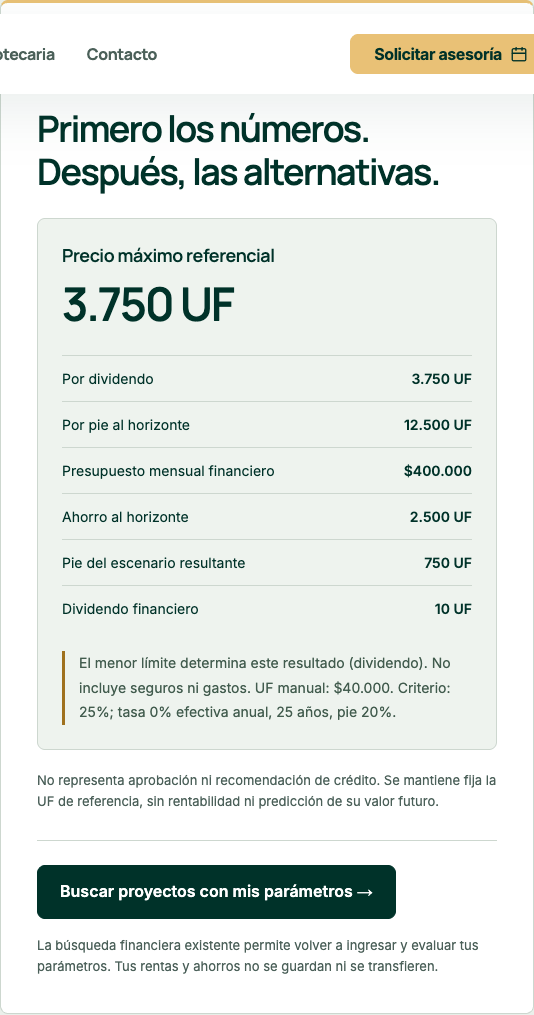 otecaria Contacto Solicitar asesoría
Primero los números.
Después, las alternativas.
Precio máximo referencial
3.750 UF
Por dividendo 3.750 UF
Por pie al horizonte 12.500 UF
Presupuesto mensual financiero $400.000
Ahorro al horizonte 2.500 UF
Pie del escenario resultante 750 UF
Dividendo financiero 10 UF
El menor límite determina este resultado (dividendo). No
incluye seguros ni gastos. UF manual: $40.000. Criterio:
25%; tasa 0% efectiva anual, 25 años, pie 20%.
No representa aprobación ni recomendación de crédito. Se mantiene fija la
UF de referencia, sin rentabilidad ni predicción de su valor futuro.
Buscar proyectos con mis parámetros →
La búsqueda financiera existente permite volver a ingresar y evaluar tus
parámetros. Tus rentas y ahorros no se guardan ni se transfieren.